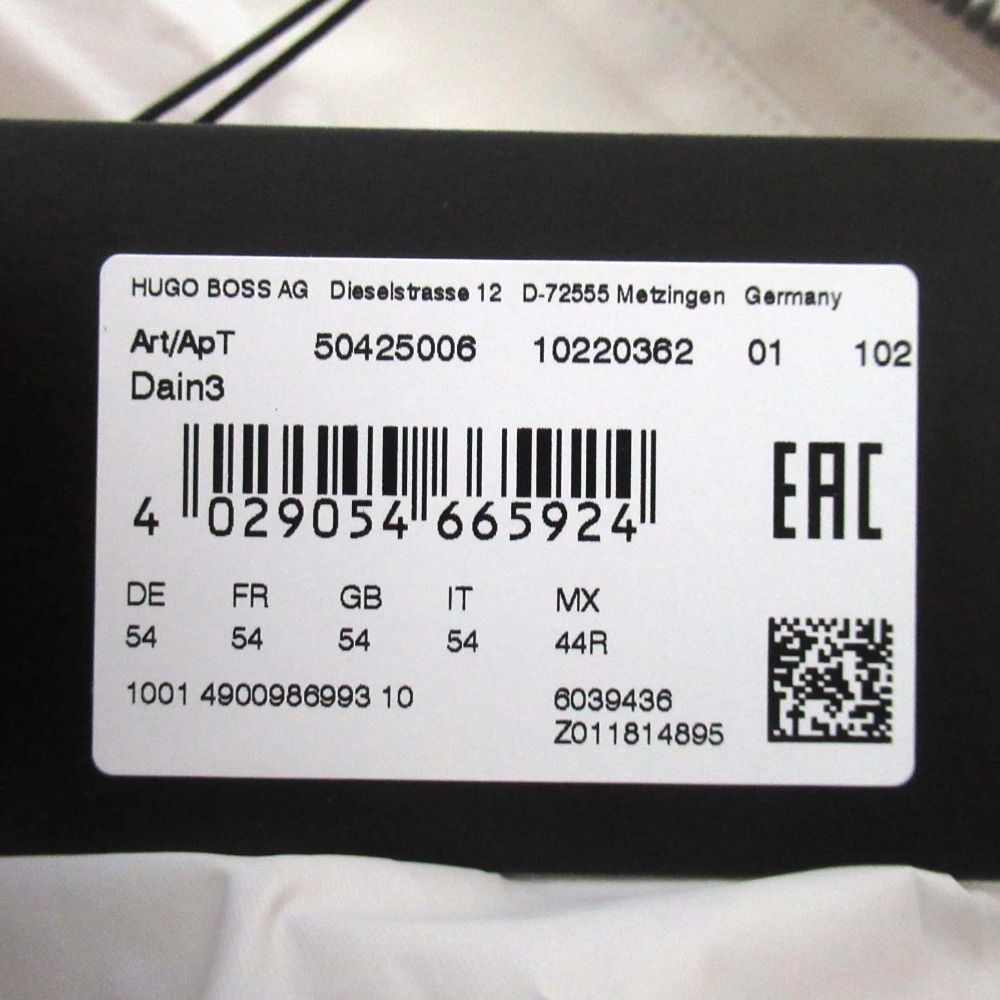 HUGO BOSS AG Dieselstrasse 12 D-72555 Metzingen Germany
Art/ApT 50425006 10220362 01 102
Dain3
4 029054 665924
EAC
DE FR GB IT MX
54 54 54 54 44R
1001 4900986993 10 6039436
Z011814895